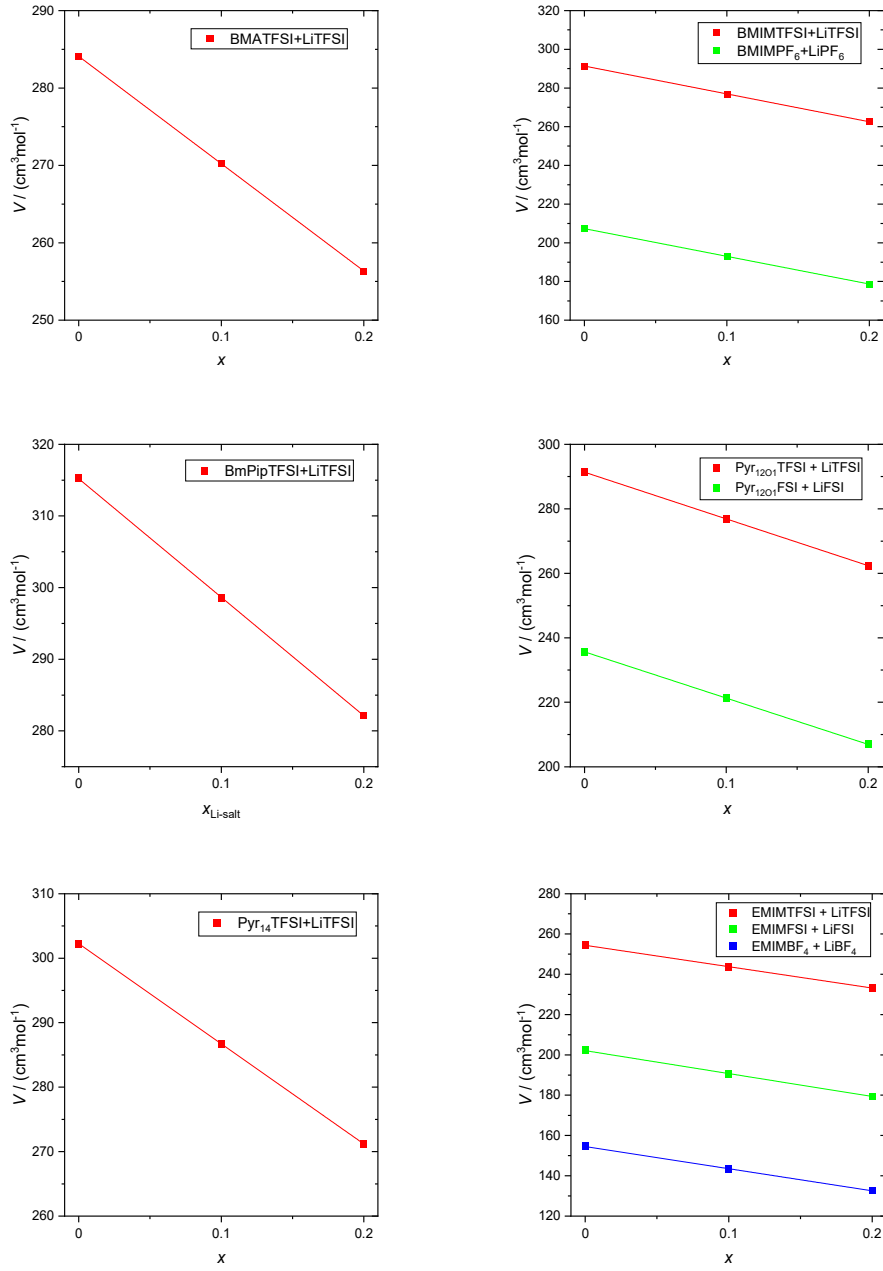 290
280
270
260
250
V / (cm³mol⁻¹)
BMATFSI+LiTFSI
0
0.1
0.2
x
320
300
280
260
240
220
200
180
160
V / (cm³mol⁻¹)
BMIMTFSI+LiTFSI
BMIMPF₆+LiPF₆
0
0.1
0.2
x
320
310
300
290
280
V / (cm³mol⁻¹)
BmPipTFSI+LiTFSI
0
0.1
0.2
x_Li-salt
300
280
260
240
220
200
V / (cm³mol⁻¹)
Pyr₁₂O₁TFSI + LiTFSI
Pyr₁₂O₁FSI + LiFSI
0
0.1
0.2
x
310
300
290
280
270
260
V / (cm³mol⁻¹)
Pyr₁₄TFSI+LiTFSI
0
0.1
0.2
x
280
260
240
220
200
180
160
140
120
V / (cm³mol⁻¹)
EMIMTFSI + LiTFSI
EMIMFSI + LiFSI
EMIMBF₄ + LiBF₄
0
0.1
0.2
x